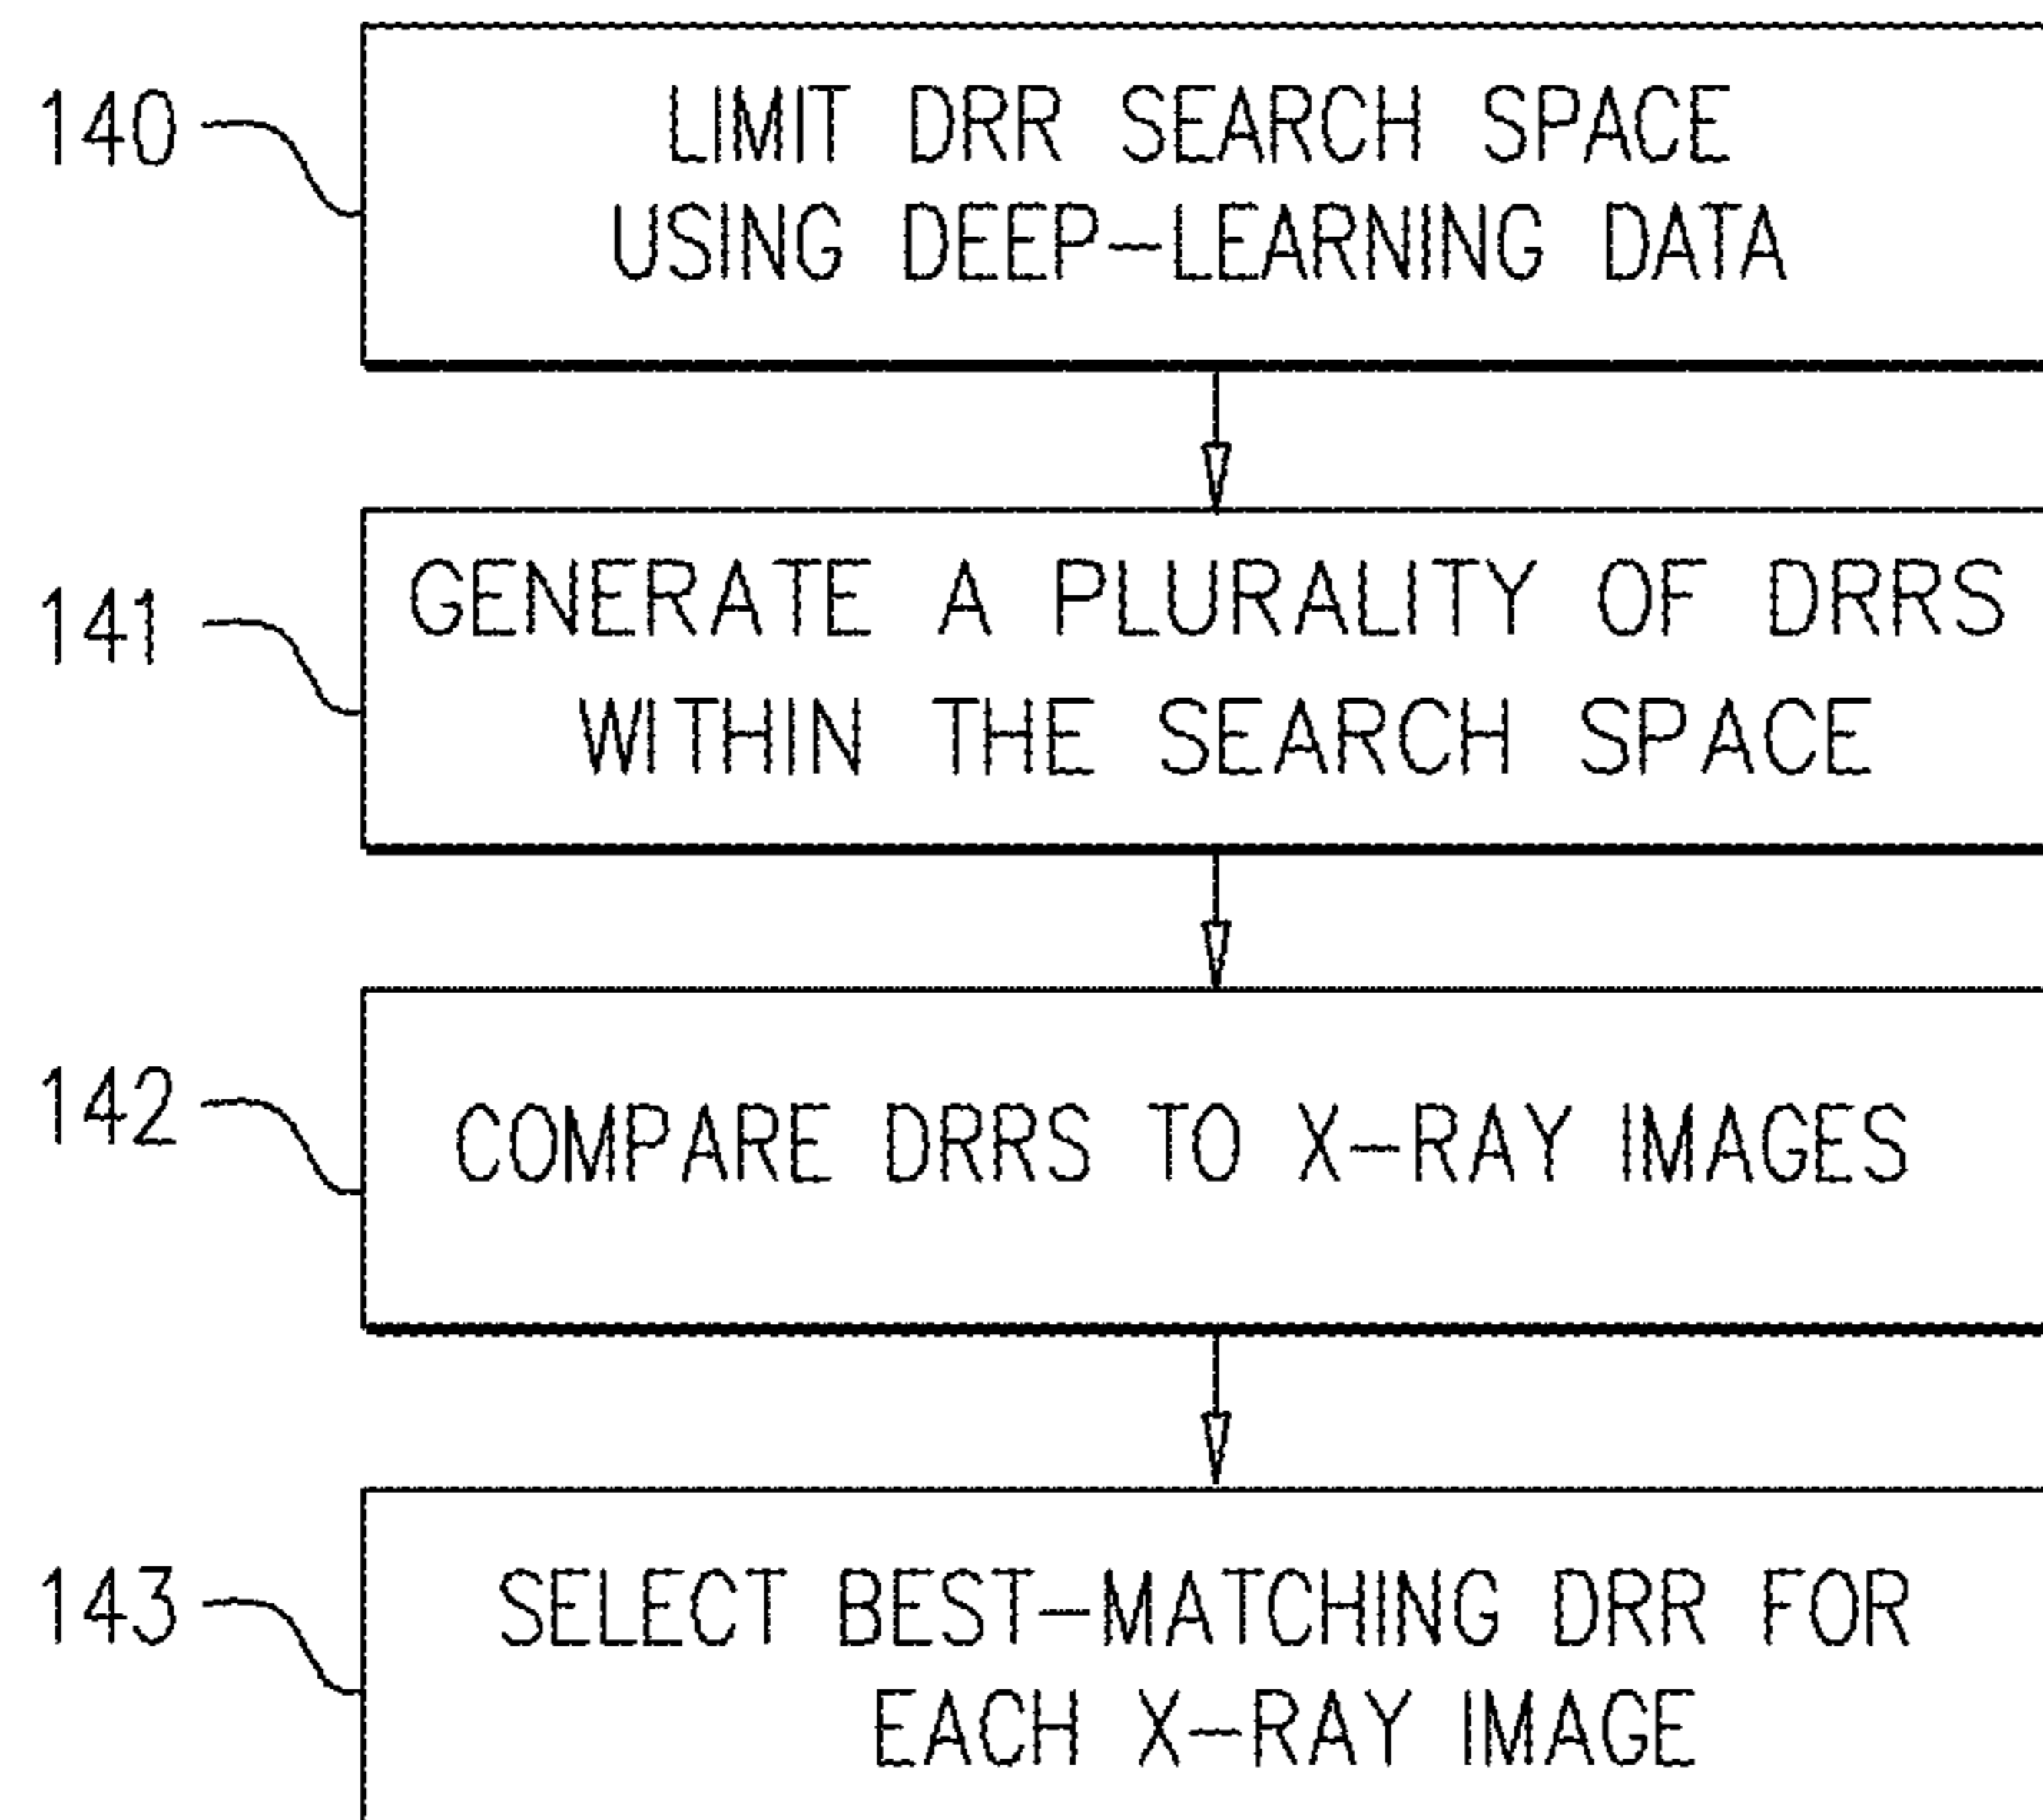 140
LIMIT DRR SEARCH SPACE
USING DEEP-LEARNING DATA
141
GENERATE A PLURALITY OF DRRS
WITHIN THE SEARCH SPACE
142
COMPARE DRRS TO X-RAY IMAGES
143
SELECT BEST-MATCHING DRR FOR
EACH X-RAY IMAGE